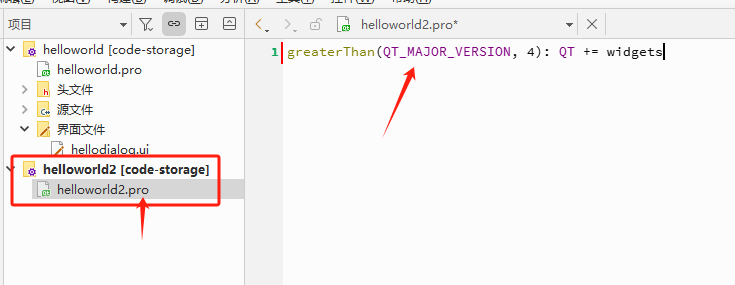 项目
helloworld2.pro*
helloworld [code-storage]
helloworld.pro
头文件
源文件
界面文件
hellodialog.ui
helloworld2 [code-storage]
helloworld2.pro
1 greaterThan(QT_MAJOR_VERSION, 4): QT += widgets